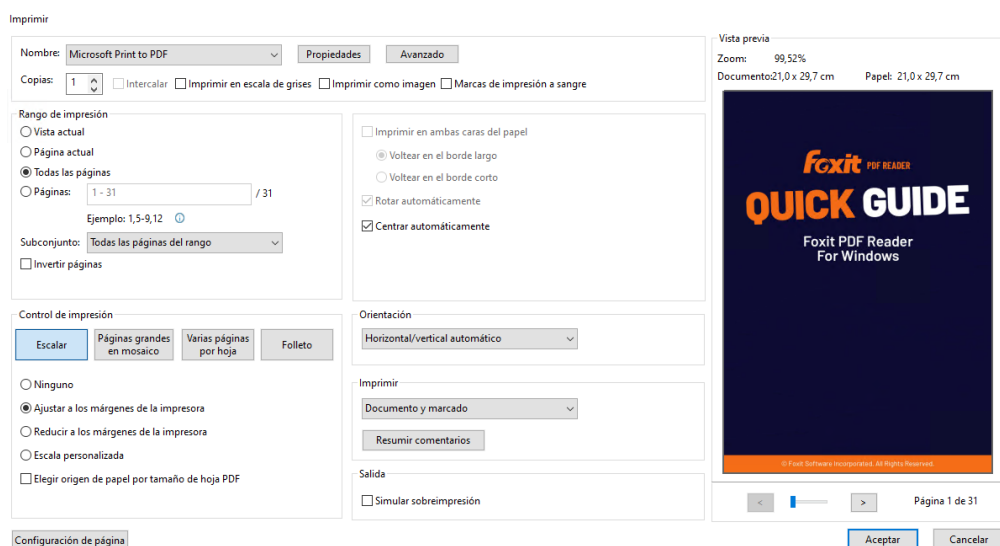 Imprimir
Nombre: Microsoft Print to PDF Propiedades Avanzado
Copias: 1 Intercalar Imprimir en escala de grises Imprimir como imagen Marcas de impresión a sangre
Rango de impresión
Vista actual
Página actual
Todas las páginas
Páginas: 1 - 31 / 31
Ejemplo: 1,5-9,12
Subconjunto: Todas las páginas del rango
Invertir páginas
Imprimir en ambas caras del papel
Voltear en el borde largo
Voltear en el borde corto
Rotar automáticamente
Centrar automáticamente
Control de impresión
Escalar
Páginas grandes
en mosaico
Varias páginas
por hoja
Folleto
Ninguno
Ajustar a los márgenes de la impresora
Reducir a los márgenes de la impresora
Escala personalizada
Elegir origen de papel por tamaño de hoja PDF
Orientación
Horizontal/vertical automático
Imprimir
Documento y marcado
Resumir comentarios
Salida
Simular sobreimpresión
Vista previa
Zoom: 99,52%
Documento:21,0 x 29,7 cm Papel: 21,0 x 29,7 cm
Foxit PDF READER
QUICK GUIDE
Foxit PDF Reader
For Windows
© Foxit Software Incorporated. All Rights Reserved.
< > Página 1 de 31
Configuración de página
Aceptar Cancelar